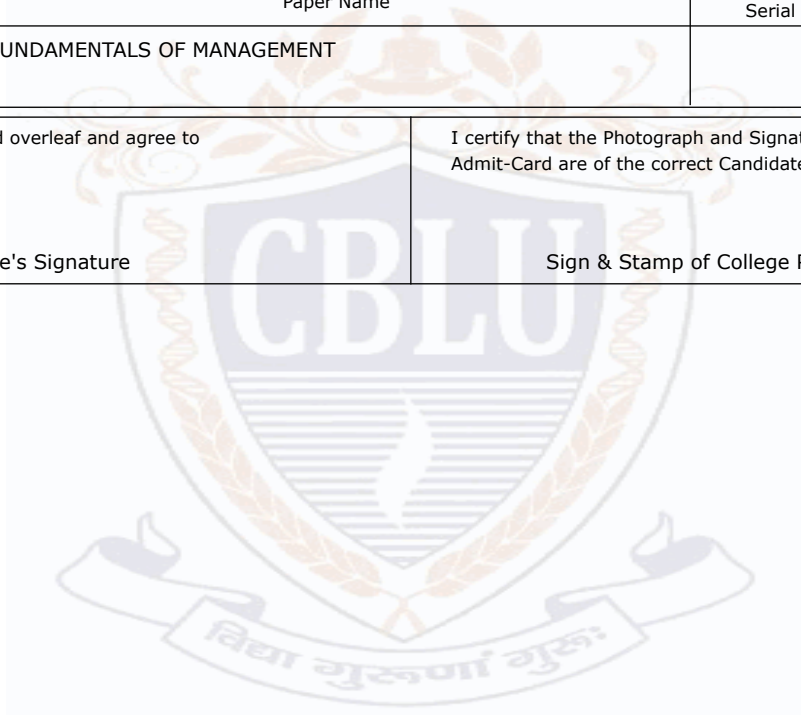 Paper Name
Serial
UNDAMENTALS OF MANAGEMENT
d overleaf and agree to
I certify that the Photograph and Signat
Admit-Card are of the correct Candidate
e's Signature
Sign & Stamp of College P
CBLU
विद्या गुरूणां गुरूः